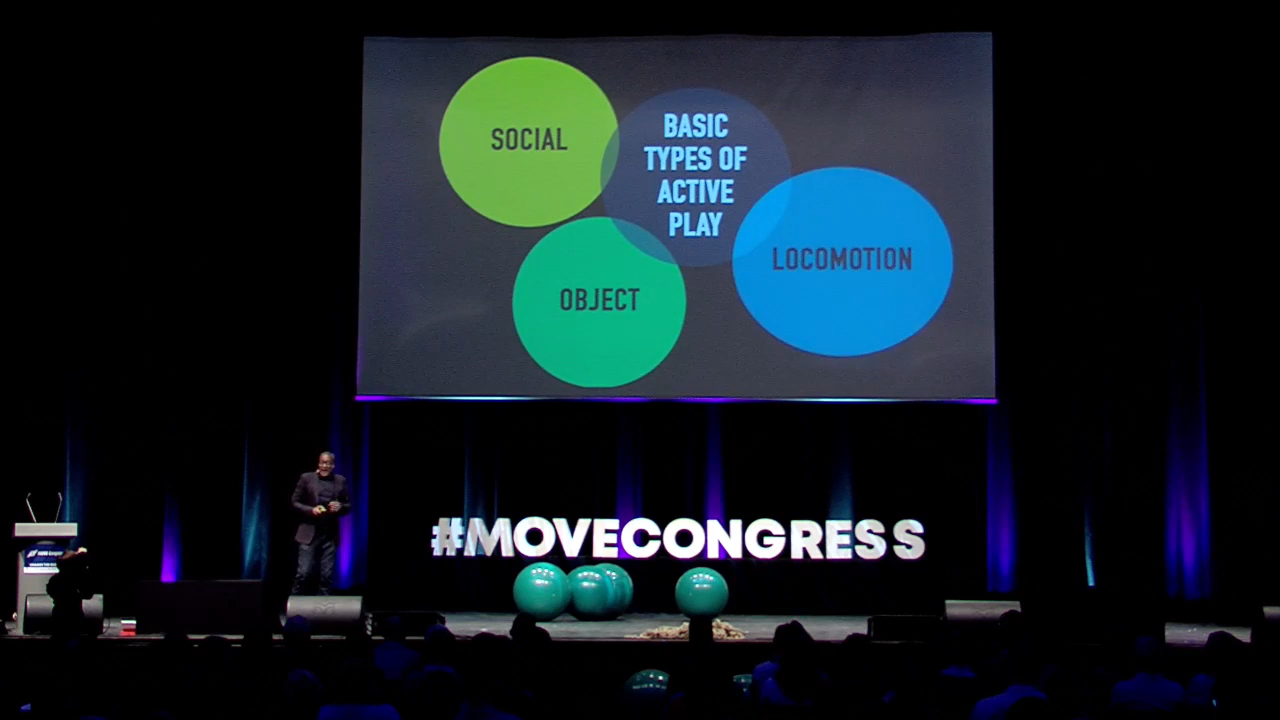 SOCIAL
BASIC
TYPES OF
ACTIVE
PLAY
LOCOMOTION
OBJECT
#MOVECONGRESS